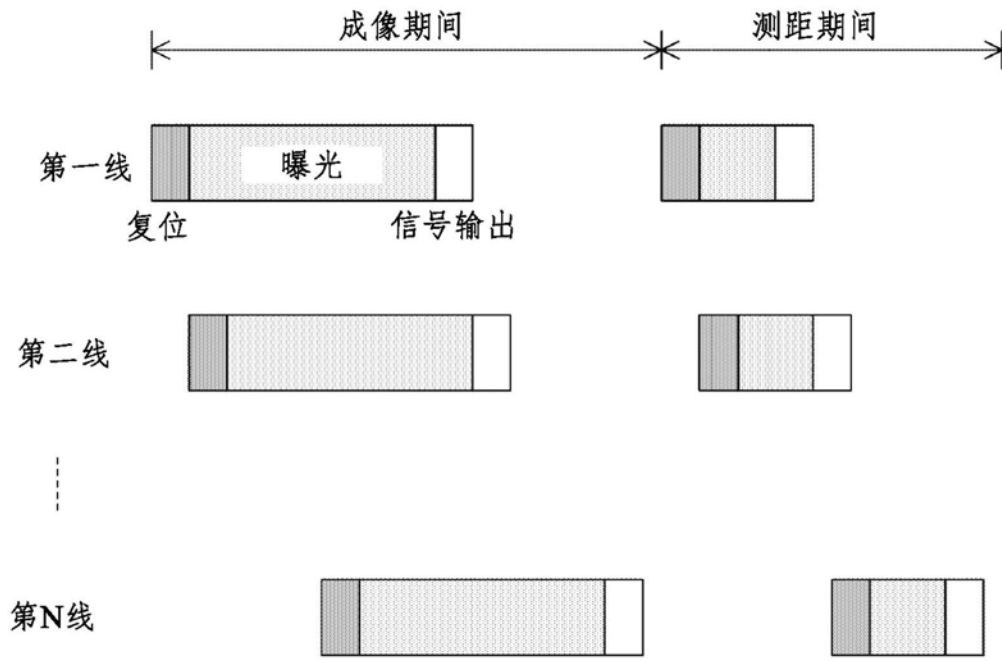 成像期间 测距期间
第一线 曝光
复位 信号输出
第二线
第N线